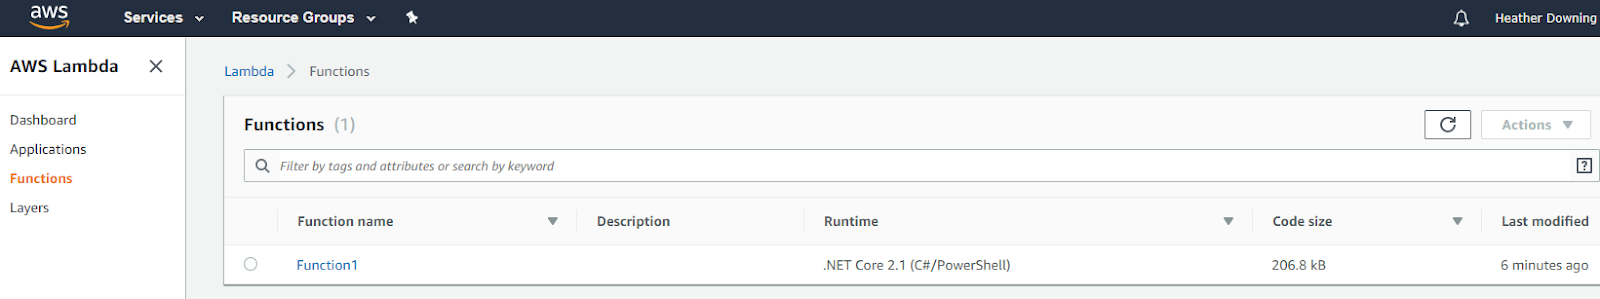 aws Services Resource Groups Heather Downing
AWS Lambda
Lambda Functions
Dashboard
Applications
Functions
Layers
Functions (1) Actions
Filter by tags and attributes or search by keyword ?
Function name Description Runtime Code size Last modified
Function1 .NET Core 2.1 (C#/PowerShell) 206.8 kB 6 minutes ago